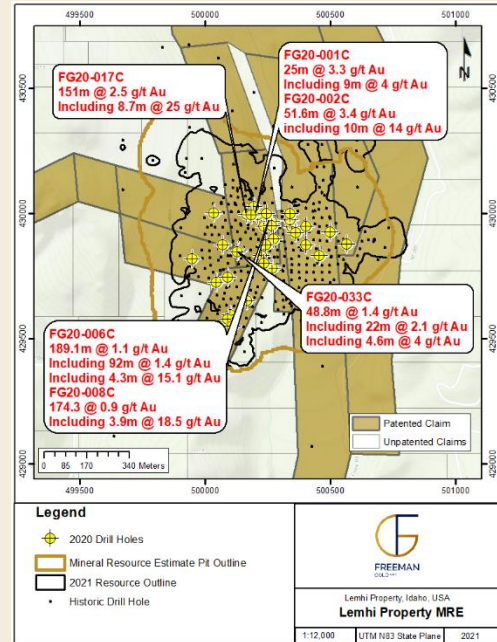 499500
500000
500500
501000
430500
430000
429500
429000
430500
430000
429500
429000
N
FG20-017C
151m @ 2.5 g/t Au
Including 8.7m @ 25 g/t Au
FG20-001C
25m @ 3.3 g/t Au
Including 9m @ 4 g/t Au
FG20-002C
51.6m @ 3.4 g/t Au
including 10m @ 14 g/t Au
FG20-033C
48.8m @ 1.4 g/t Au
Including 22m @ 2.1 g/t Au
Including 4.6m @ 4 g/t Au
FG20-006C
189.1m @ 1.1 g/t Au
Including 92m @ 1.4 g/t Au
Including 4.3m @ 15.1 g/t Au
FG20-008C
174.3 @ 0.9 g/t Au
Including 3.9m @ 18.5 g/t Au
Patented Claim
Unpatented Claims
0 85 170 340 Meters
499500
500000
500500
501000
Legend
2020 Drill Holes
Mineral Resource Estimate Pit Outline
2021 Resource Outline
Historic Drill Hole
FREEMAN
Lemhi Property, Idaho, USA
Lemhi Property MRE
1:12,000
UTM N83 State Plane
2021